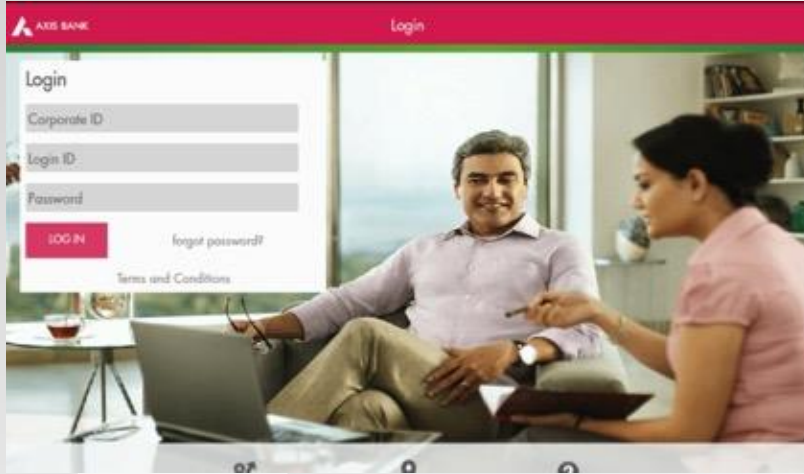 AXIS BANK
Login
Login
Corporate ID
Login ID
Password
LOG IN
forgot password?
Terms and Conditions